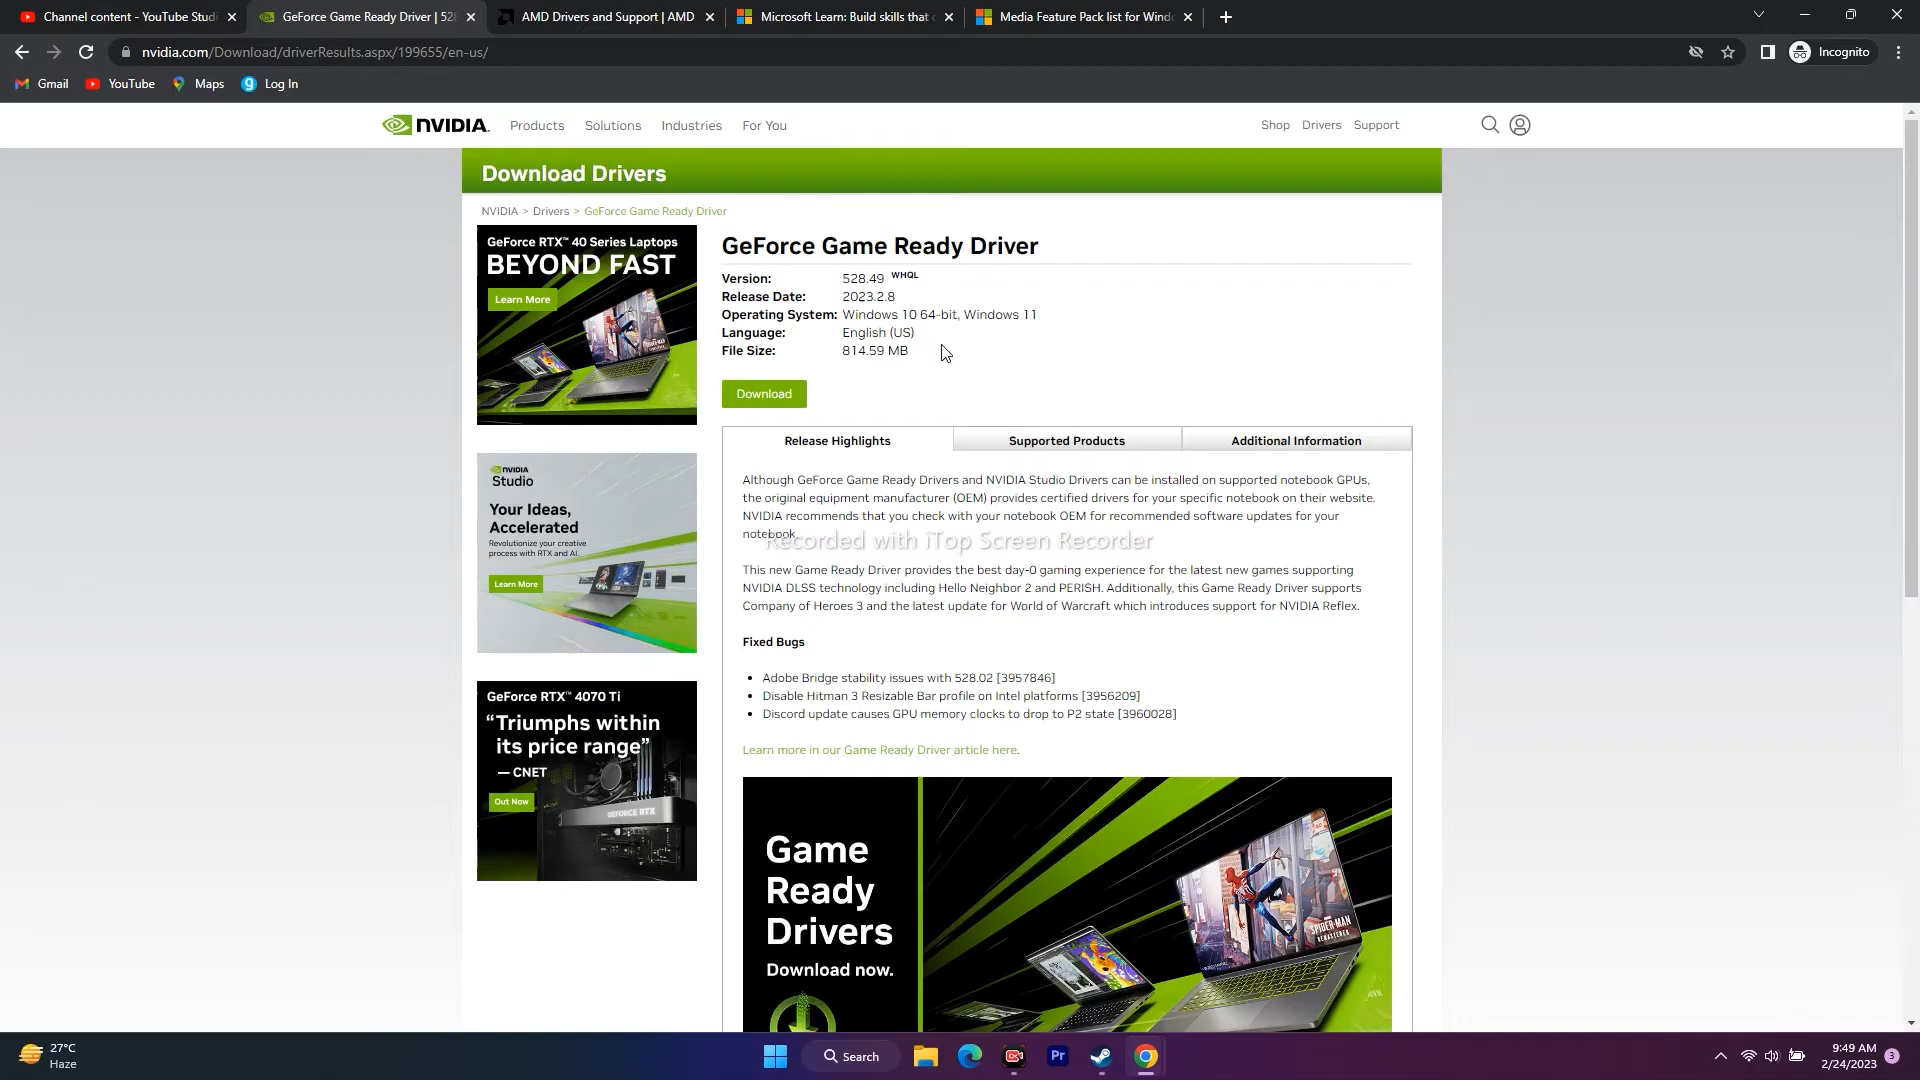 Channel content - YouTube Studi
GeForce Game Ready Driver | 528
AMD Drivers and Support | AMD
Microsoft Learn: Build skills that
Media Feature Pack list for Wind
nvidia.com/Download/driverResults.aspx/199655/en-us/
Incognito
Gmail
YouTube
Maps
Log In
NVIDIA.
Products
Solutions
Industries
For You
Shop
Drivers
Support
Download Drivers
NVIDIA > Drivers > GeForce Game Ready Driver
GeForce RTX™ 40 Series Laptops
BEYOND FAST
Learn More
GeForce Game Ready Driver
Version: 528.49 WHQL
Release Date: 2023.2.8
Operating System: Windows 10 64-bit, Windows 11
Language: English (US)
File Size: 814.59 MB
Download
Release Highlights
Supported Products
Additional Information
Although GeForce Game Ready Drivers and NVIDIA Studio Drivers can be installed on supported notebook GPUs,
the original equipment manufacturer (OEM) provides certified drivers for your specific notebook on their website.
NVIDIA recommends that you check with your notebook OEM for recommended software updates for your
notebook.
Recorded with iTop Screen Recorder
This new Game Ready Driver provides the best day-0 gaming experience for the latest new games supporting
NVIDIA DLSS technology including Hello Neighbor 2 and PERISH. Additionally, this Game Ready Driver supports
Company of Heroes 3 and the latest update for World of Warcraft which introduces support for NVIDIA Reflex.
Fixed Bugs
Adobe Bridge stability issues with 528.02 [3957846]
Disable Hitman 3 Resizable Bar profile on Intel platforms [3956209]
Discord update causes GPU memory clocks to drop to P2 state [3960028]
Learn more in our Game Ready Driver article here.
NVIDIA
Studio
Your Ideas,
Accelerated
Revolutionize your creative
process with RTX and AI.
Learn More
GeForce RTX™ 4070 Ti
"Triumphs within
its price range"
— CNET
Out Now
GEFORCE RTX
Game
Ready
Drivers
Download now.
SPIDER-MAN
REMASTERED
27°C
Haze
Search
Pr
9:49 AM
2/24/2023
3